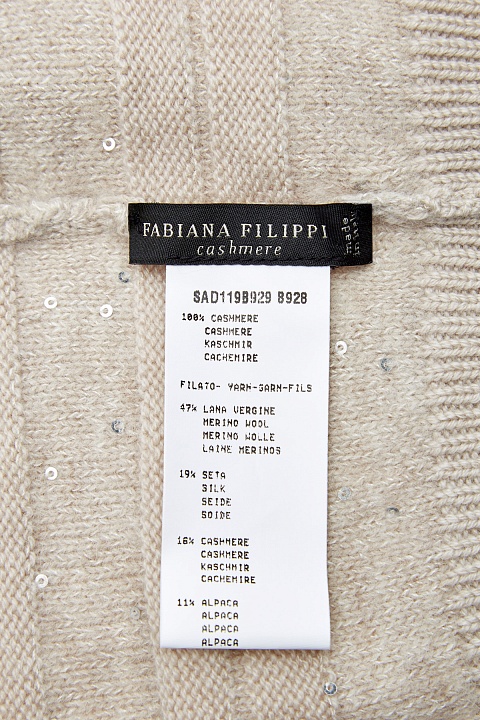 FABIANA FILIPPI
cashmere
made
in italy
SAD119B929 B928
100% CASHMERE
CASHMERE
KASCHMIR
CACHEMIRE
FILATO- YARN-GARN-FILS
47% LANA VERGINE
MERINO WOOL
MERINO WOLLE
LAINE MERINOS
19% SETA
SILK
SEIDE
SOIDE
16% CASHMERE
CASHMERE
KASCHMIR
CACHEMIRE
11% ALPACA
ALPACA
ALPACA
ALPACA